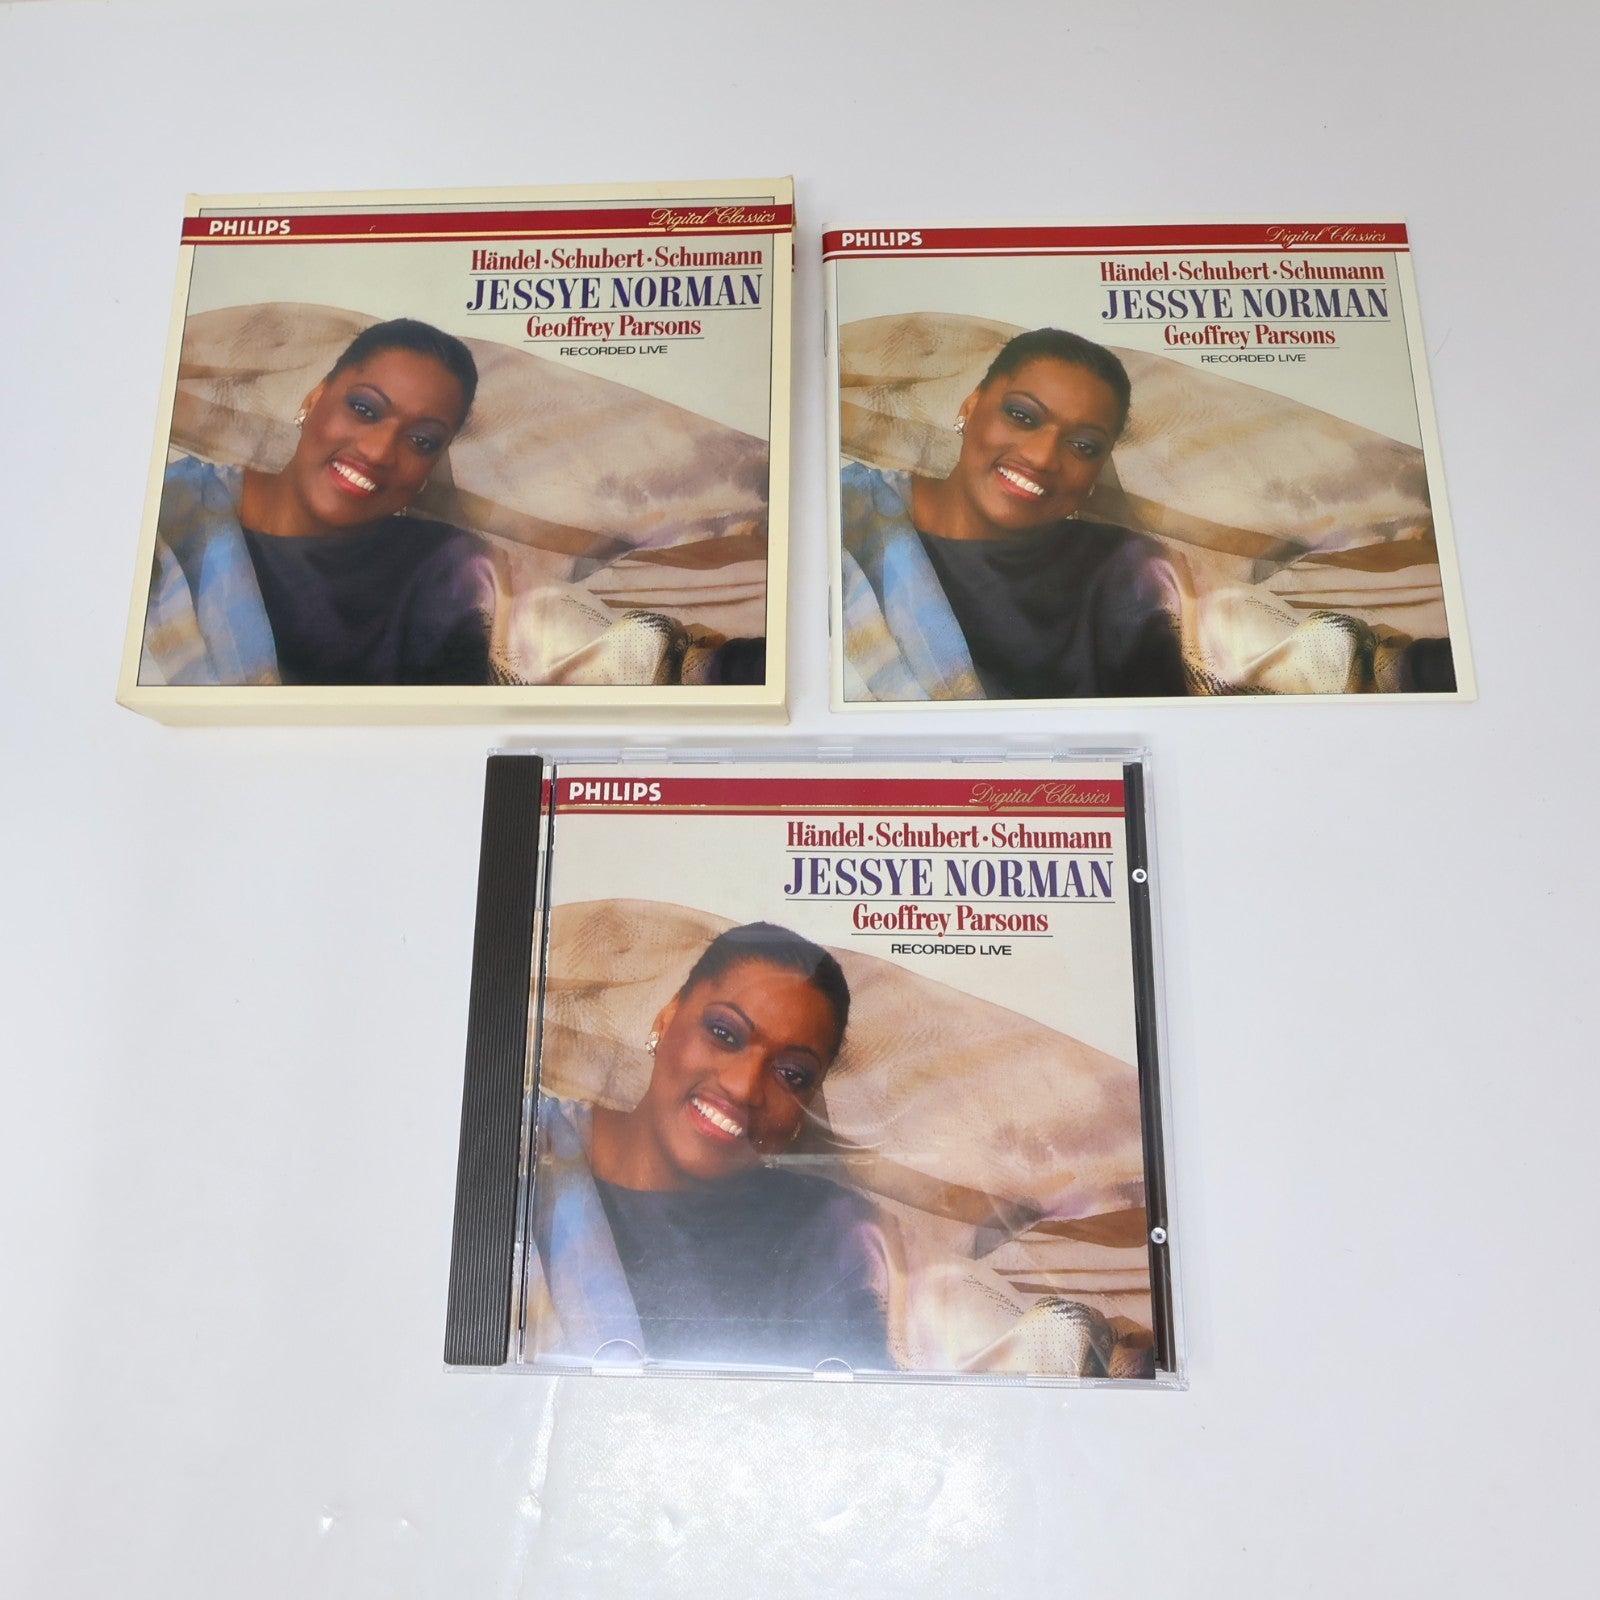 PHILIPS
Digital Classics
Händel · Schubert · Schumann
JESSYE NORMAN
Geoffrey Parsons
RECORDED LIVE
PHILIPS
Digital Classics
Händel · Schubert · Schumann
JESSYE NORMAN
Geoffrey Parsons
RECORDED LIVE
PHILIPS
Digital Classics
Händel · Schubert · Schumann
JESSYE NORMAN
Geoffrey Parsons
RECORDED LIVE